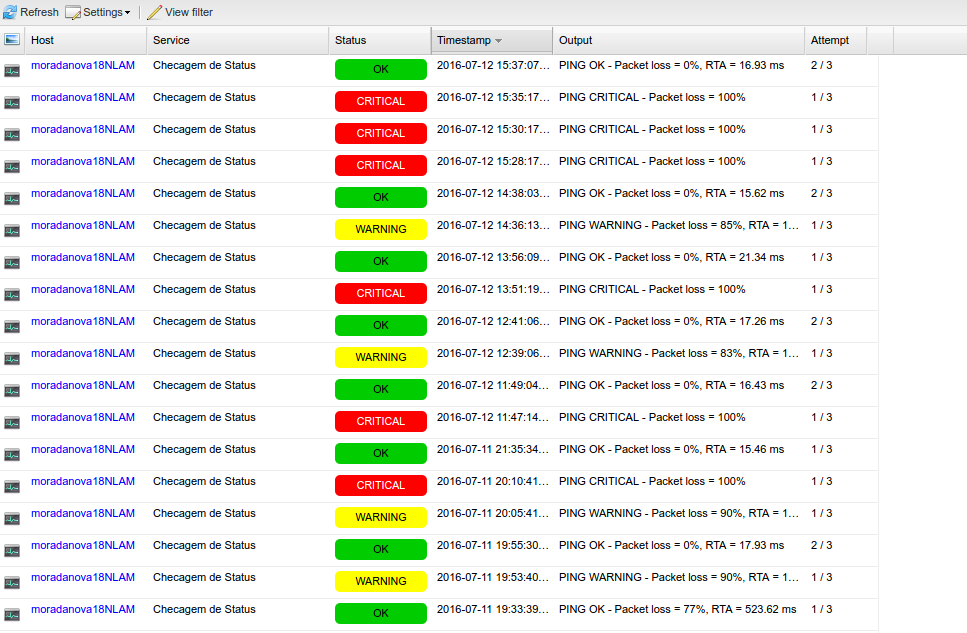 Refresh Settings View filter
Host Service Status Timestamp Output Attempt
moradanova18NLAM Checagem de Status OK 2016-07-12 15:37:07... PING OK - Packet loss = 0%, RTA = 16.93 ms 2 / 3
moradanova18NLAM Checagem de Status CRITICAL 2016-07-12 15:35:17... PING CRITICAL - Packet loss = 100% 1 / 3
moradanova18NLAM Checagem de Status CRITICAL 2016-07-12 15:30:17... PING CRITICAL - Packet loss = 100% 1 / 3
moradanova18NLAM Checagem de Status CRITICAL 2016-07-12 15:28:17... PING CRITICAL - Packet loss = 100% 1 / 3
moradanova18NLAM Checagem de Status OK 2016-07-12 14:38:03... PING OK - Packet loss = 0%, RTA = 15.62 ms 2 / 3
moradanova18NLAM Checagem de Status WARNING 2016-07-12 14:36:13... PING WARNING - Packet loss = 85%, RTA = 1... 1 / 3
moradanova18NLAM Checagem de Status OK 2016-07-12 13:56:09... PING OK - Packet loss = 0%, RTA = 21.34 ms 1 / 3
moradanova18NLAM Checagem de Status CRITICAL 2016-07-12 13:51:19... PING CRITICAL - Packet loss = 100% 1 / 3
moradanova18NLAM Checagem de Status OK 2016-07-12 12:41:06... PING OK - Packet loss = 0%, RTA = 17.26 ms 2 / 3
moradanova18NLAM Checagem de Status WARNING 2016-07-12 12:39:06... PING WARNING - Packet loss = 83%, RTA = 1... 1 / 3
moradanova18NLAM Checagem de Status OK 2016-07-12 11:49:04... PING OK - Packet loss = 0%, RTA = 16.43 ms 2 / 3
moradanova18NLAM Checagem de Status CRITICAL 2016-07-12 11:47:14... PING CRITICAL - Packet loss = 100% 1 / 3
moradanova18NLAM Checagem de Status OK 2016-07-11 21:35:34... PING OK - Packet loss = 0%, RTA = 15.46 ms 1 / 3
moradanova18NLAM Checagem de Status CRITICAL 2016-07-11 20:10:41... PING CRITICAL - Packet loss = 100% 1 / 3
moradanova18NLAM Checagem de Status WARNING 2016-07-11 20:05:41... PING WARNING - Packet loss = 90%, RTA = 1... 1 / 3
moradanova18NLAM Checagem de Status OK 2016-07-11 19:55:30... PING OK - Packet loss = 0%, RTA = 17.93 ms 2 / 3
moradanova18NLAM Checagem de Status WARNING 2016-07-11 19:53:40... PING WARNING - Packet loss = 90%, RTA = 1... 1 / 3
moradanova18NLAM Checagem de Status OK 2016-07-11 19:33:39... PING OK - Packet loss = 77%, RTA = 523.62 ms 1 / 3